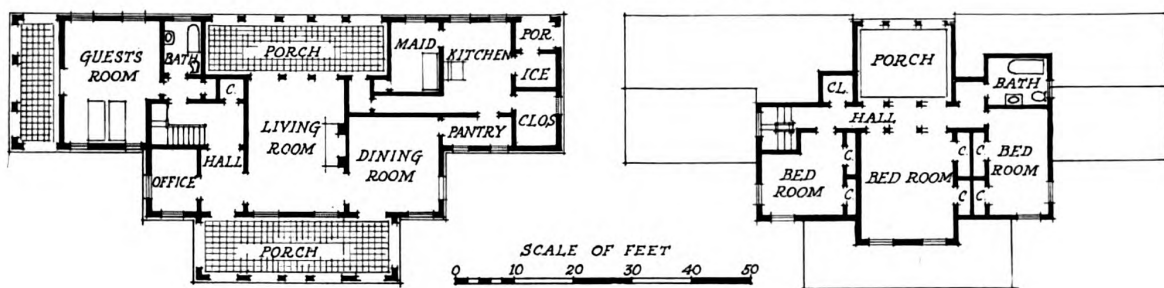 GUESTS
ROOM
BATH
PORCH
MAID
KITCHEN
POR.
ICE
C.
LIVING
ROOM
HALL
OFFICE
DINING
ROOM
PANTRY
CLOS
PORCH
SCALE OF FEET
0 10 20 30 40 50
PORCH
CL.
BATH
HALL
BED
ROOM
C.
C.
BED ROOM
C.
C.
C.
C.
BED
ROOM